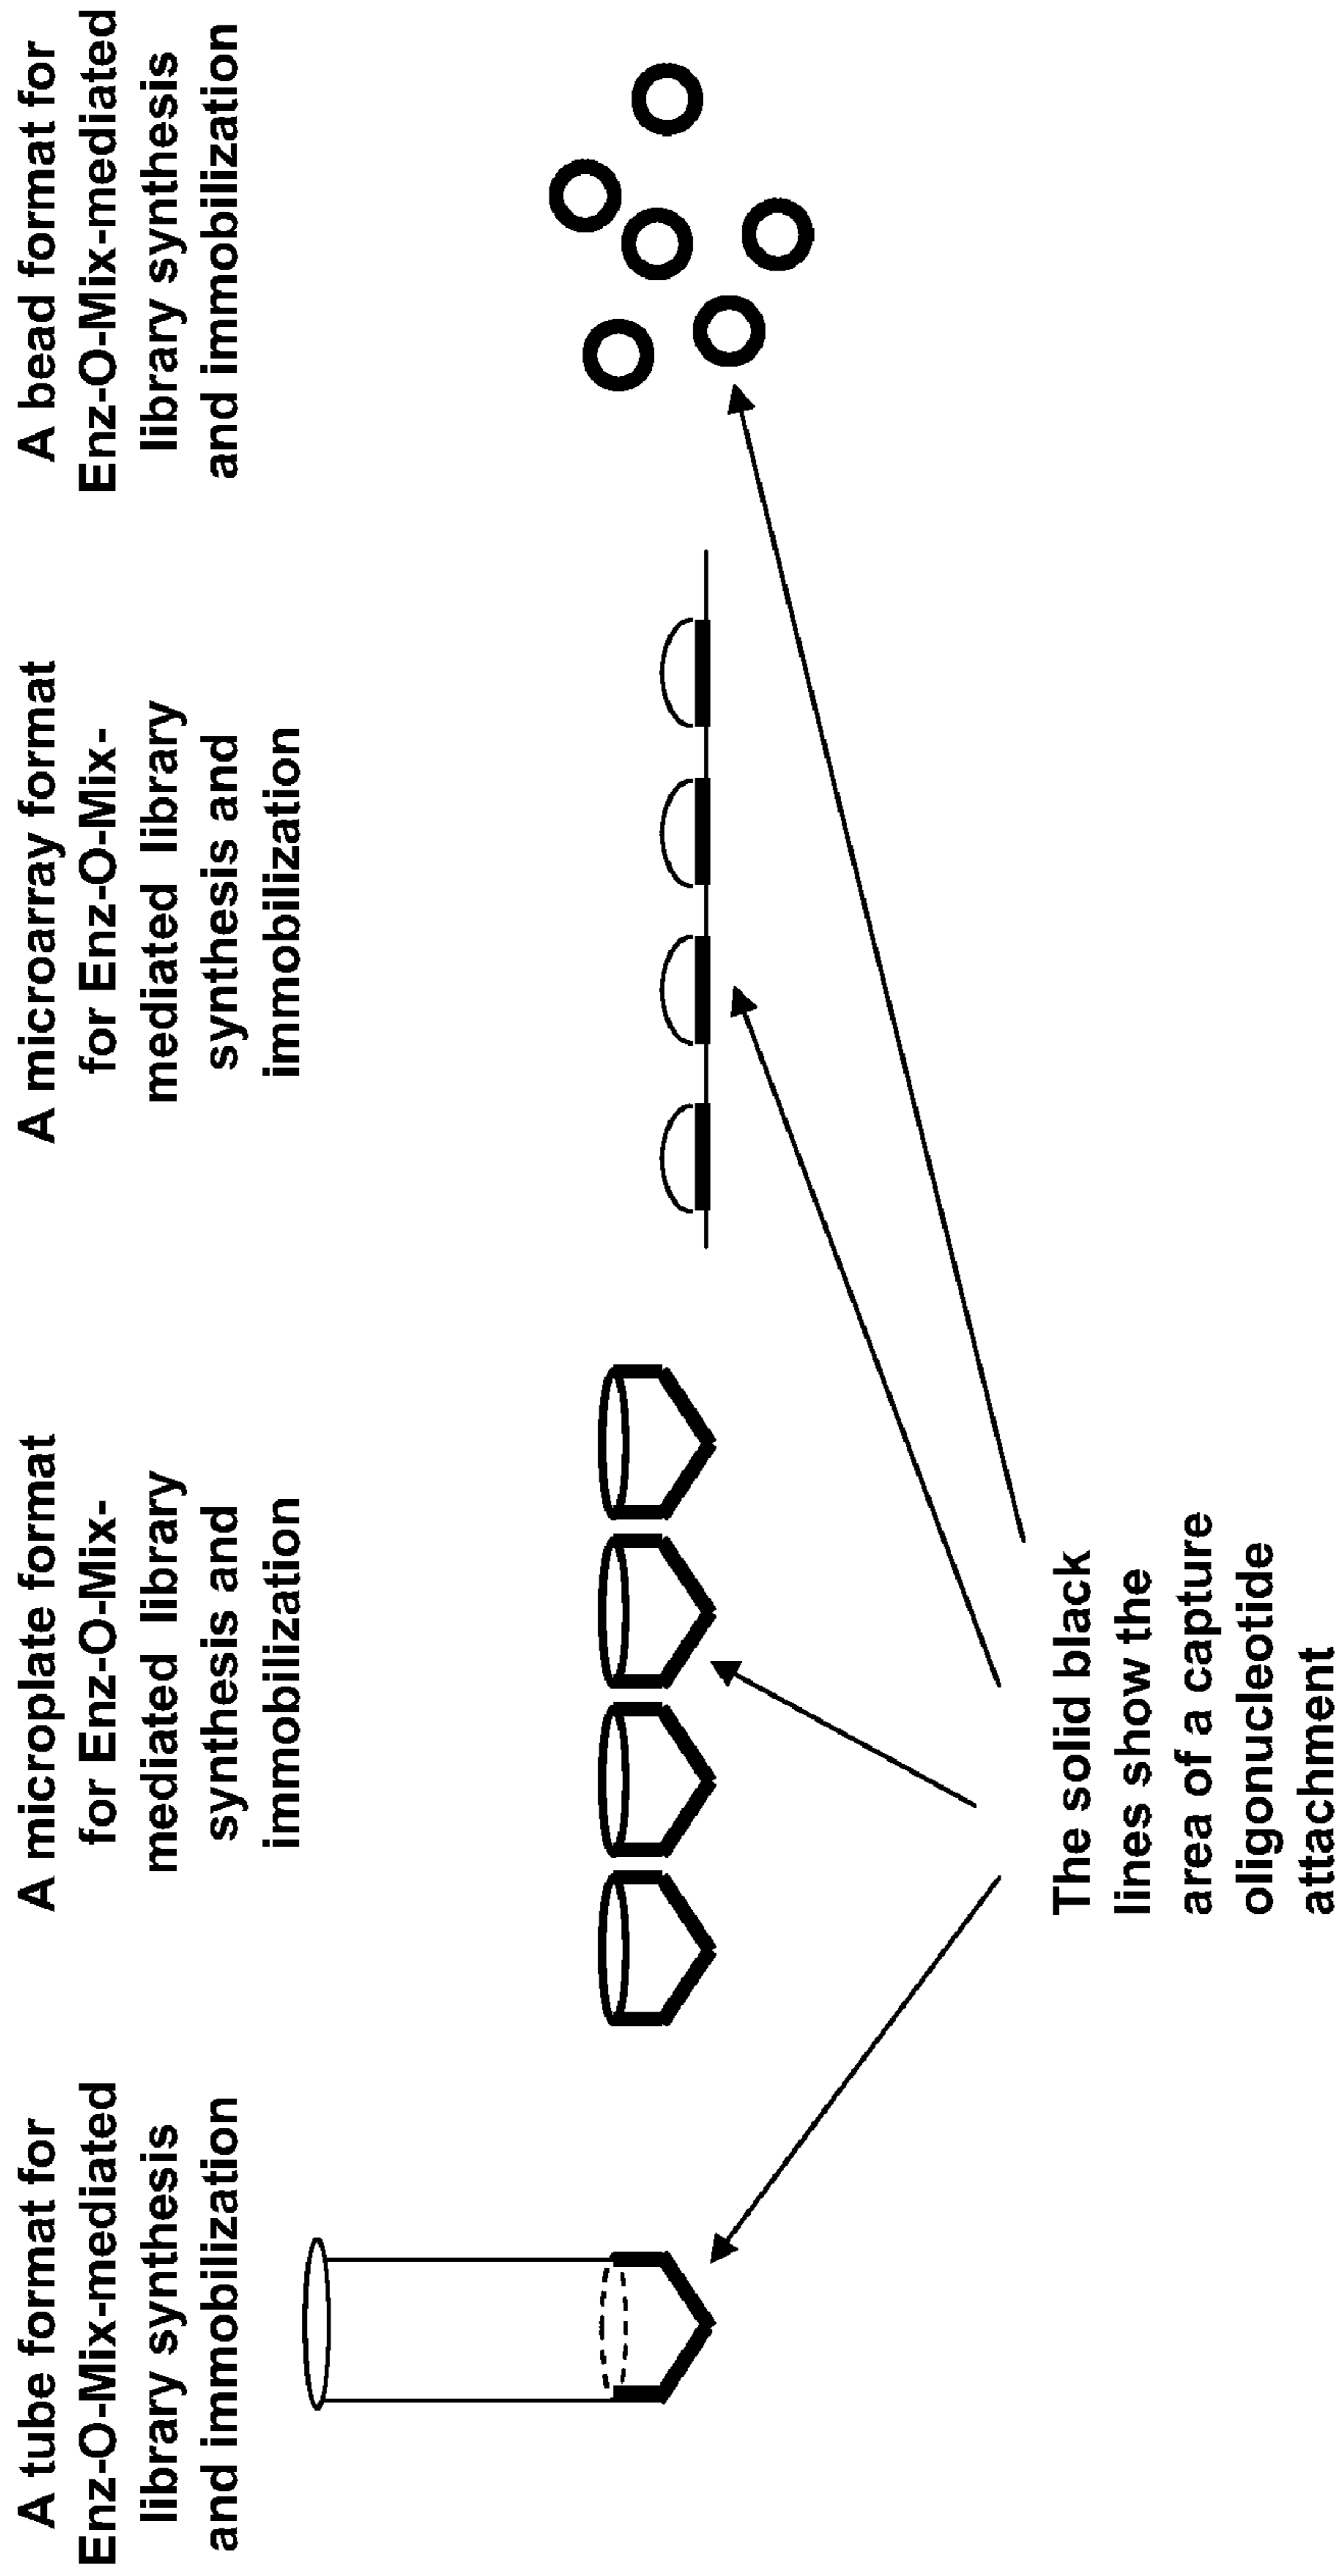 A tube format for
Enz-O-Mix-mediated
library synthesis
and immobilization
A microplate format
for Enz-O-Mix-
mediated library
synthesis and
immobilization
A microarray format
for Enz-O-Mix-
mediated library
synthesis and
immobilization
A bead format for
Enz-O-Mix-mediated
library synthesis
and immobilization
The solid black
lines show the
area of a capture
oligonucleotide
attachment